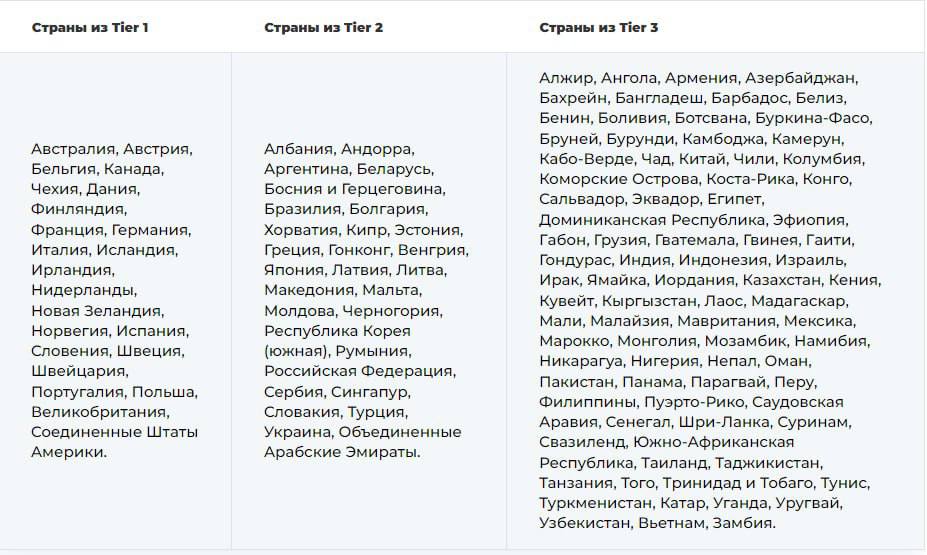 Страны из Tier 1
Страны из Tier 2
Страны из Tier 3
Австралия, Австрия,
Бельгия, Канада,
Чехия, Дания,
Финляндия,
Франция, Германия,
Италия, Исландия,
Ирландия,
Нидерланды,
Новая Зеландия,
Норвегия, Испания,
Словения, Швеция,
Швейцария,
Португалия, Польша,
Великобритания,
Соединенные Штаты
Америки.
Албания, Андорра,
Аргентина, Беларусь,
Босния и Герцеговина,
Бразилия, Болгария,
Хорватия, Кипр, Эстония,
Греция, Гонконг, Венгрия,
Япония, Латвия, Литва,
Македония, Мальта,
Молдова, Черногория,
Республика Корея
(южная), Румыния,
Российская Федерация,
Сербия, Сингапур,
Словакия, Турция,
Украина, Объединенные
Арабские Эмираты.
Алжир, Ангола, Армения, Азербайджан,
Бахрейн, Бангладеш, Барбадос, Белиз,
Бенин, Боливия, Ботсвана, Буркина-Фасо,
Бруней, Бурунди, Камбоджа, Камерун,
Кабо-Верде, Чад, Китай, Чили, Колумбия,
Коморские Острова, Коста-Рика, Конго,
Сальвадор, Эквадор, Египет,
Доминиканская Республика, Эфиопия,
Габон, Грузия, Гватемала, Гвинея, Гаити,
Гондурас, Индия, Индонезия, Израиль,
Ирак, Ямайка, Иордания, Казахстан, Кения,
Кувейт, Кыргызстан, Лаос, Мадагаскар,
Мали, Малайзия, Мавритания, Мексика,
Марокко, Монголия, Мозамбик, Намибия,
Никарагуа, Нигерия, Непал, Оман,
Пакистан, Панама, Парагвай, Перу,
Филиппины, Пуэрто-Рико, Саудовская
Аравия, Сенегал, Шри-Ланка, Суринам,
Свазиленд, Южно-Африканская
Республика, Таиланд, Таджикистан,
Танзания, Того, Тринидад и Тобаго, Тунис,
Туркменистан, Катар, Уганда, Уругвай,
Узбекистан, Вьетнам, Замбия.